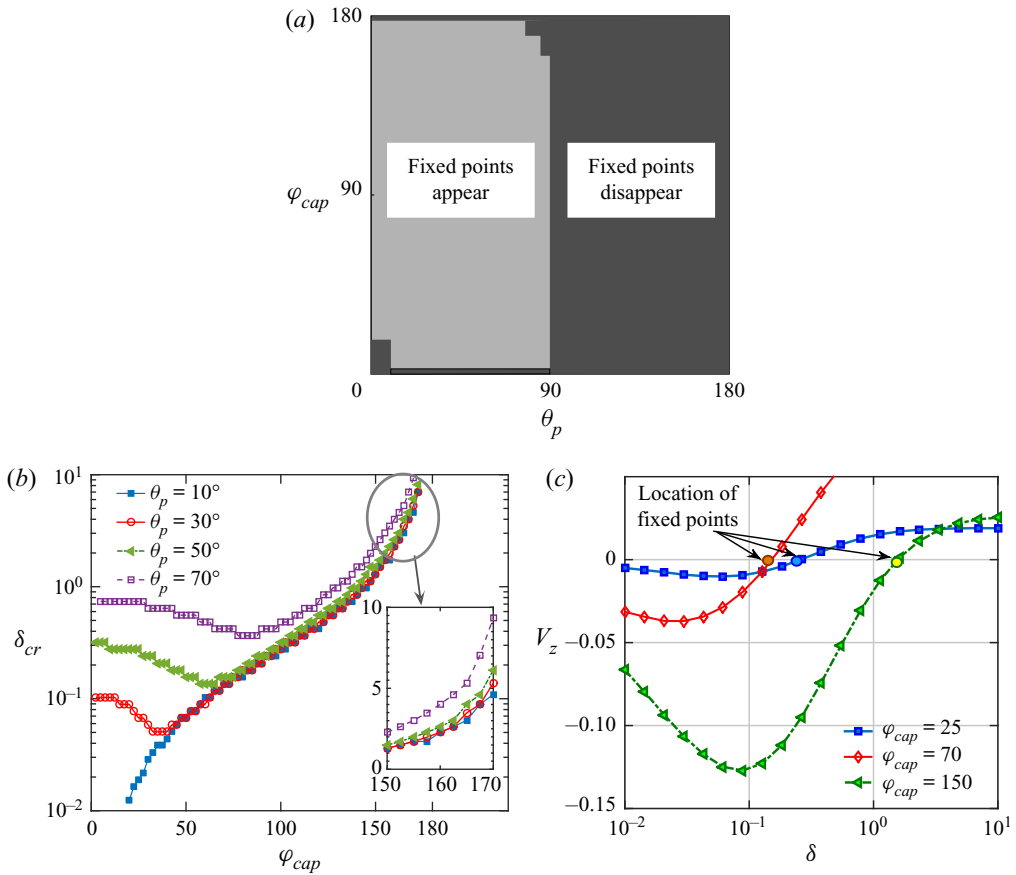 (a)
180
Fixed points
appear
Fixed points
disappear
φcap
90
0
90
180
θp
(b)
10^1
θp = 10°
θp = 30°
θp = 50°
θp = 70°
10^0
δcr
10^−1
10^−2
10
5
0
150
160
170
0
50
100
150
180
φcap
(c)
Location of
fixed points
0
−0.05
Vz
−0.10
−0.15
φcap = 25
φcap = 70
φcap = 150
10^−2
10^−1
10^0
10^1
δ